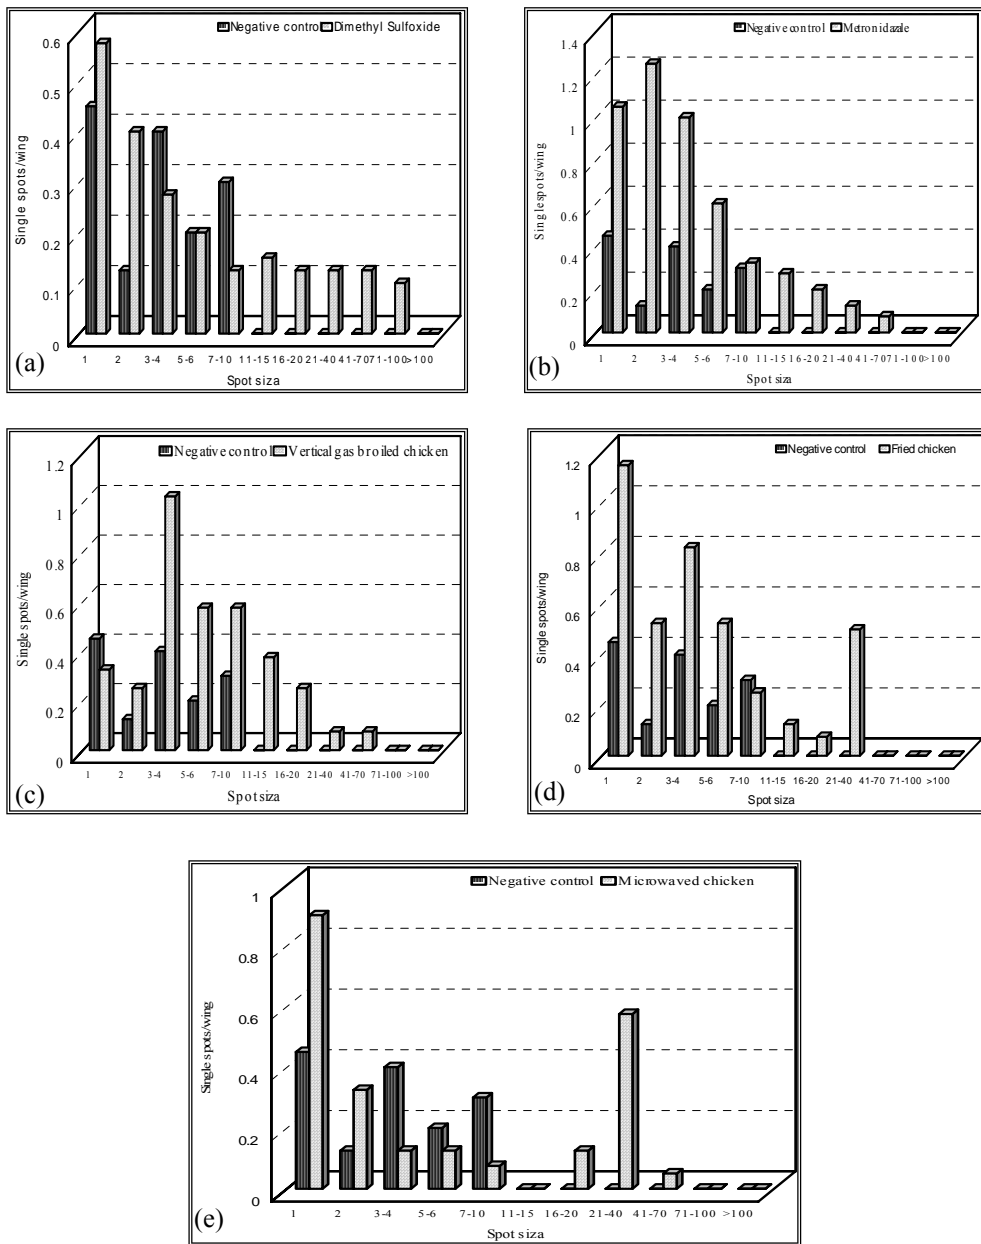 Negative control Dimethyl Sulfoxide
0.6
0.5
0.4
0.3
0.2
0.1
0
Single spots/wing
1 2 3-4 5-6 7-10 11-15 16-20 21-40 41-70 71-100 >100
Spot siza
(a)
Negative control Metronidazale
1.4
1.2
1
0.8
0.6
0.4
0.2
0
Single spots/wing
1 2 3-4 5-6 7-10 11-15 16-20 21-40 41-70 71-100 >100
Spot siza
(b)
Negative control Vertical gas broiled chicken
1.2
1
0.8
0.6
0.4
0.2
0
Single spots/wing
1 2 3-4 5-6 7-10 11-15 16-20 21-40 41-70 71-100 >100
Spot siza
(c)
Negative control Fried chicken
1.2
1
0.8
0.6
0.4
0.2
0
Single spots/wing
1 2 3-4 5-6 7-10 11-15 16-20 21-40 41-70 71-100 >100
Spot siza
(d)
Negative control Microwaved chicken
1
0.8
0.6
0.4
0.2
0
Single spots/wing
1 2 3-4 5-6 7-10 11-15 16-20 21-40 41-70 71-100 >100
Spot siza
(e)